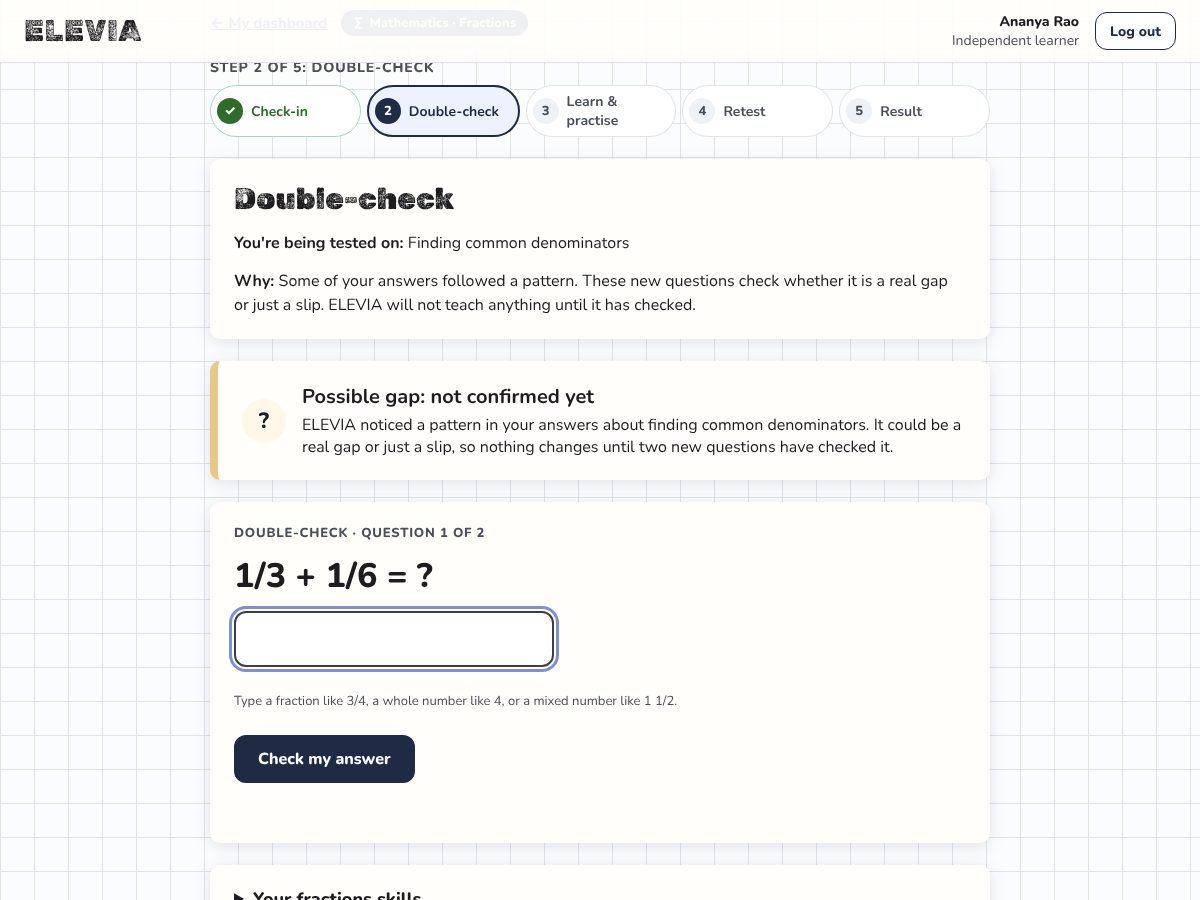 ELEVIA
← My dashboard
Σ Mathematics · Fractions
Ananya Rao
Independent learner
Log out
STEP 2 OF 5: DOUBLE-CHECK
Check-in
2 Double-check
3 Learn &
practise
4 Retest
5 Result
Double-check
You're being tested on: Finding common denominators
Why: Some of your answers followed a pattern. These new questions check whether it is a real gap
or just a slip. ELEVIA will not teach anything until it has checked.
?
Possible gap: not confirmed yet
ELEVIA noticed a pattern in your answers about finding common denominators. It could be a
real gap or just a slip, so nothing changes until two new questions have checked it.
DOUBLE-CHECK · QUESTION 1 OF 2
1/3 + 1/6 = ?
Type a fraction like 3/4, a whole number like 4, or a mixed number like 1 1/2.
Check my answer
Your fractions skills